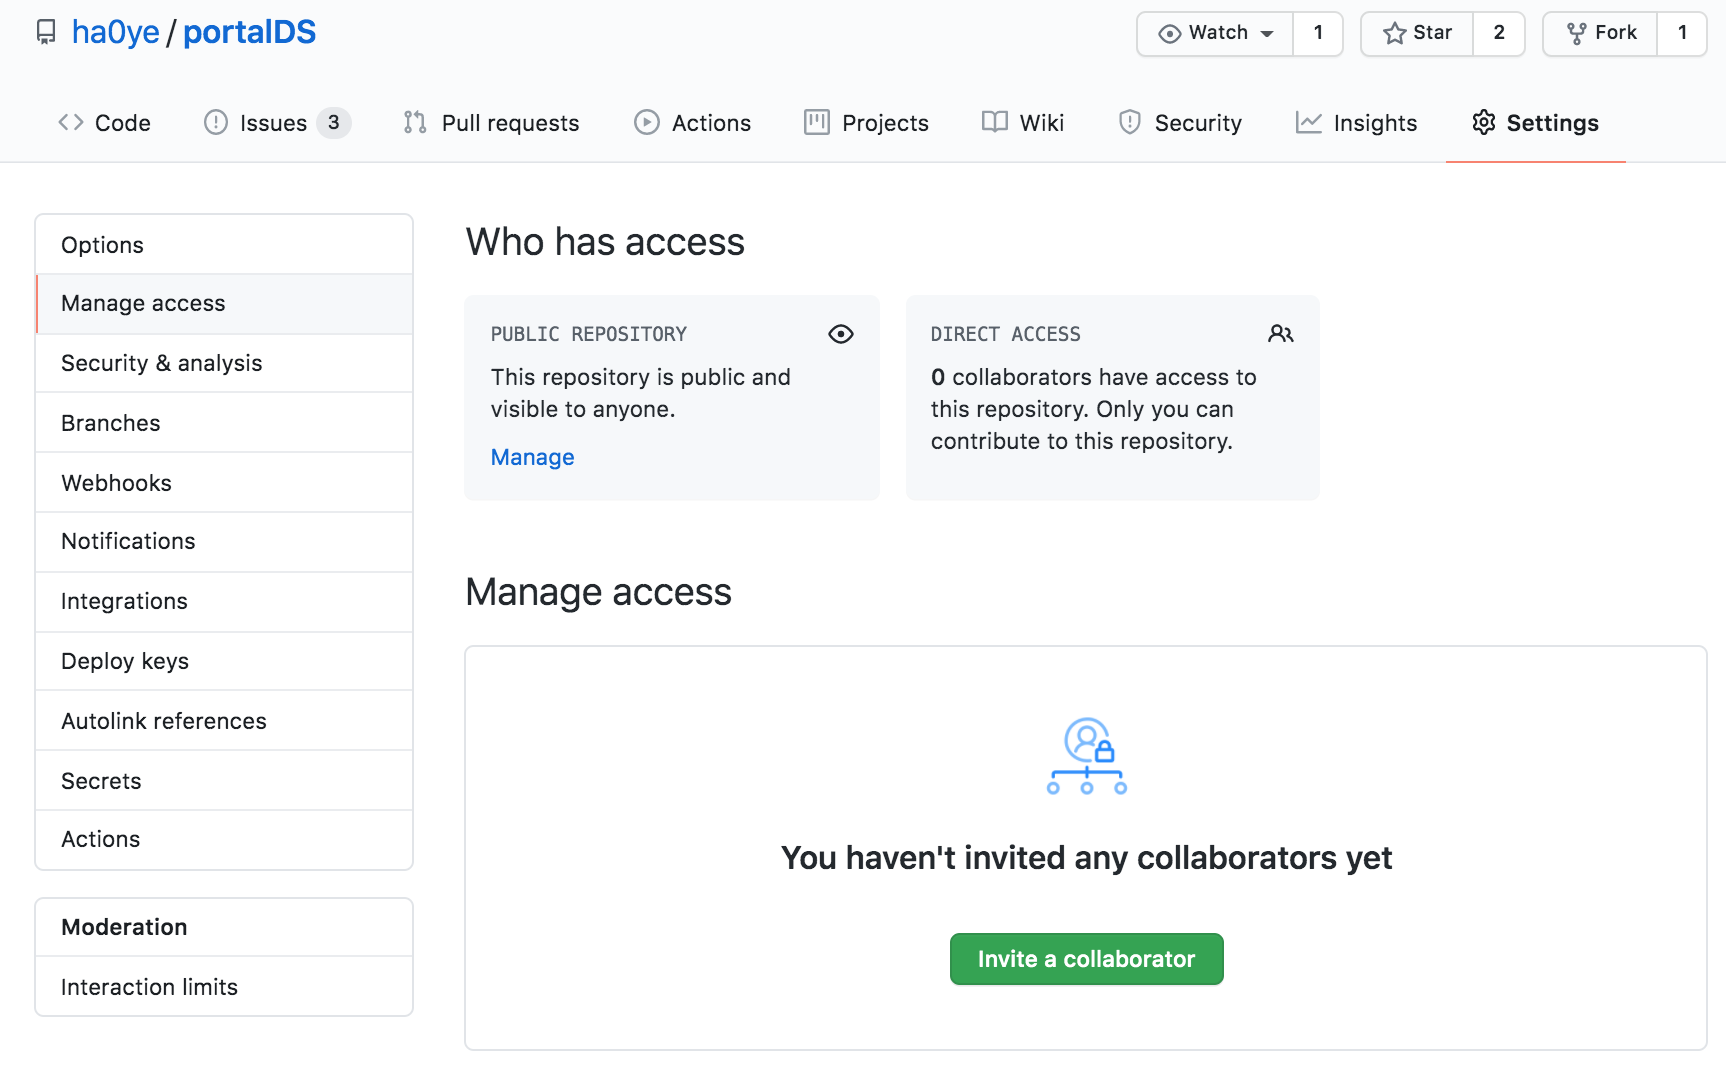 ha0ye / portalDS
Watch 1 Star 2 Fork 1
Code Issues 3 Pull requests Actions Projects Wiki Security Insights Settings
Options
Manage access
Security & analysis
Branches
Webhooks
Notifications
Integrations
Deploy keys
Autolink references
Secrets
Actions
Moderation
Interaction limits
Who has access
PUBLIC REPOSITORY
This repository is public and
visible to anyone.
Manage
DIRECT ACCESS
0 collaborators have access to
this repository. Only you can
contribute to this repository.
Manage access
You haven't invited any collaborators yet
Invite a collaborator